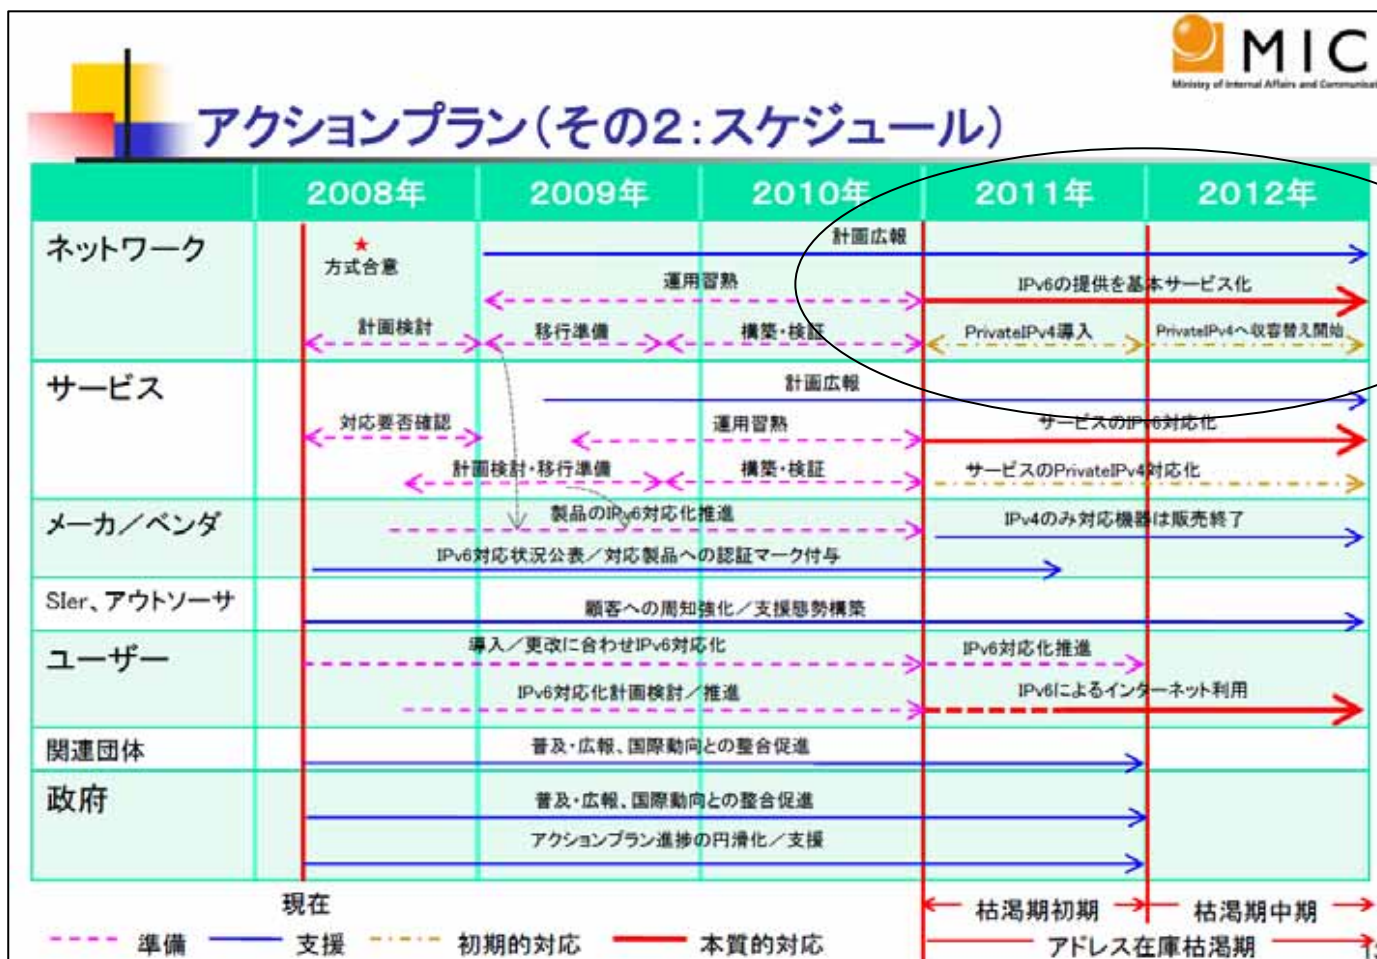 MIC
Ministry of Internal Affairs and Communicat
アクションプラン(その2:スケジュール)
2008年 2009年 2010年 2011年 2012年
ネットワーク
★
方式合意
計画広報
運用習熟
IPv6の提供を基本サービス化
計画検討 移行準備 構築・検証 PrivateIPv4導入 PrivateIPv4へ収容替え開始
サービス
計画広報
対応要否確認 運用習熟 サービスのIPv6対応化
計画検討・移行準備 構築・検証 サービスのPrivateIPv4対応化
メーカ/ベンダ
製品のIPv6対応化推進 IPv4のみ対応機器は販売終了
IPv6対応状況公表/対応製品への認証マーク付与
SIer、アウトソーサ
顧客への周知強化/支援態勢構築
ユーザー
導入/更改に合わせIPv6対応化 IPv6対応化推進
IPv6対応化計画検討/推進 IPv6によるインターネット利用
関連団体
普及・広報、国際動向との整合促進
政府
普及・広報、国際動向との整合促進
アクションプラン進捗の円滑化/支援
現在
枯渇期初期 枯渇期中期
準備 支援 初期的対応 本質的対応
アドレス在庫枯渇期